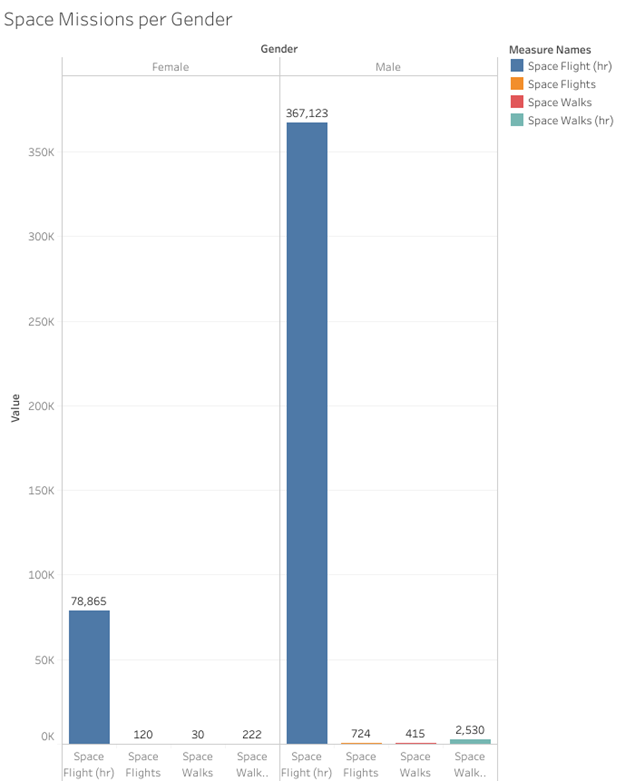 Space Missions per Gender
Gender
Female
Male
Measure Names
Space Flight (hr)
Space Flights
Space Walks
Space Walks (hr)
Value
350K
300K
250K
200K
150K
100K
50K
0K
78,865
120
30
222
367,123
724
415
2,530
Space
Flight (hr)
Space
Flights
Space
Walks
Space
Walk..
Space
Flight (hr)
Space
Flights
Space
Walks
Space
Walk..